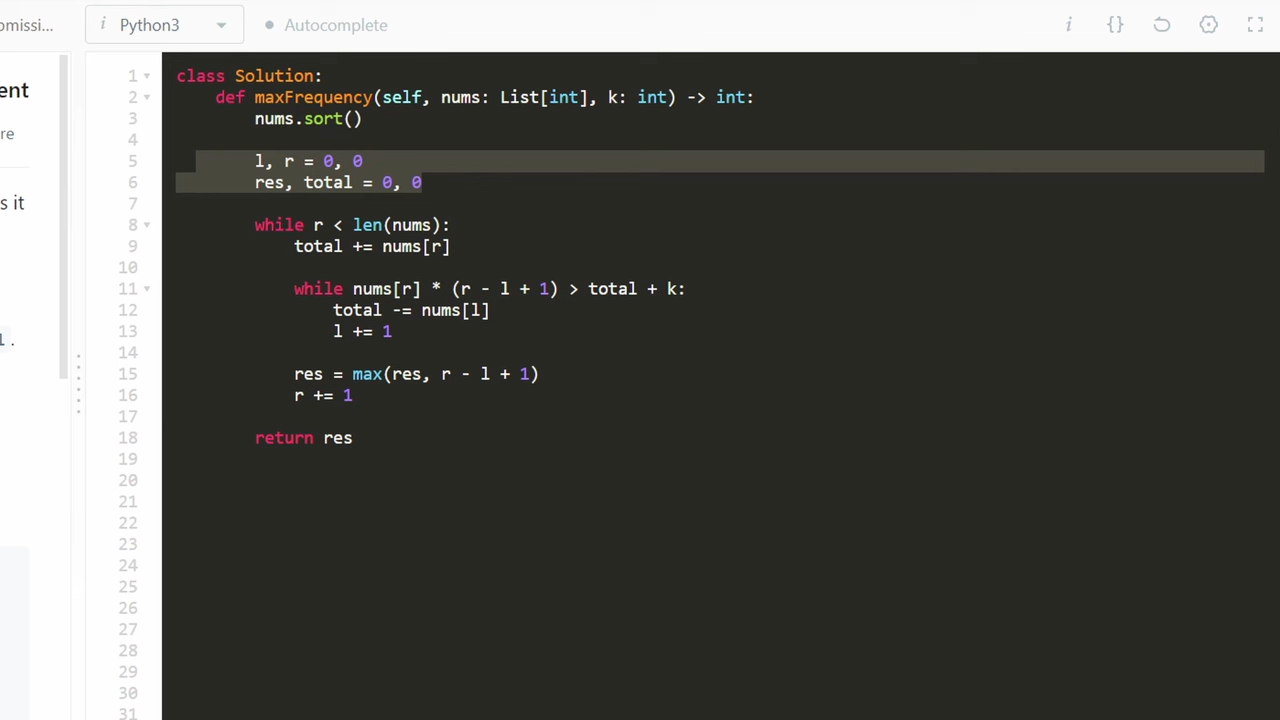 omissi...
i Python3
Autocomplete
i {}
ent
re
s it
1 .
1 class Solution:
2     def maxFrequency(self, nums: List[int], k: int) -> int:
3         nums.sort()
4
5         l, r = 0, 0
6         res, total = 0, 0
7
8         while r < len(nums):
9             total += nums[r]
10
11             while nums[r] * (r - l + 1) > total + k:
12                 total -= nums[l]
13                 l += 1
14
15             res = max(res, r - l + 1)
16             r += 1
17
18         return res
19
20
21
22
23
24
25
26
27
28
29
30
31